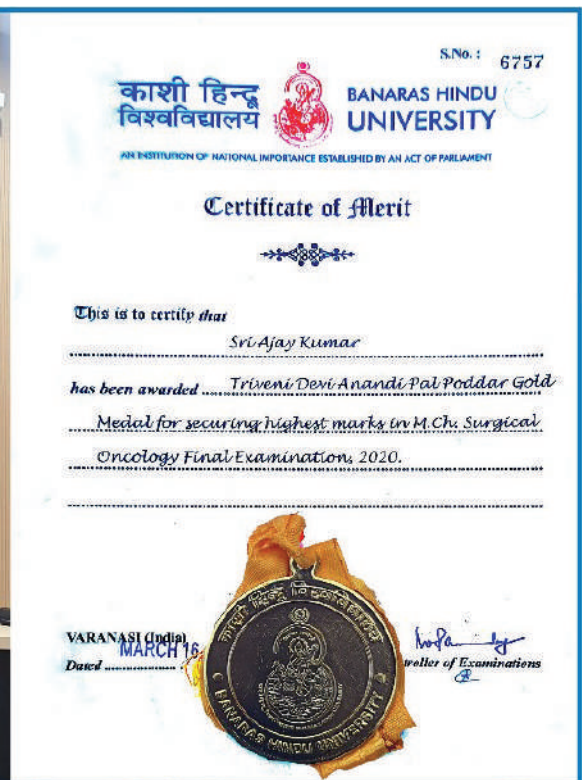 S.No. : 6757
काशी हिन्दू
विश्वविद्यालय
BANARAS HINDU
UNIVERSITY
AN INSTITUTION OF NATIONAL IMPORTANCE ESTABLISHED BY AN ACT OF PARLIAMENT
Certificate of Merit
This is to certify that
Sri Ajay Kumar
has been awarded Triveni Devi Anandi Pal Poddar Gold
Medal for securing highest marks in M.Ch. Surgical
Oncology Final Examination, 2020.
काशी हिन्दू विश्वविद्यालय
BANARAS HINDU UNIVERSITY
VARANASI (India)
MARCH 16
Dated
troller of Examinations